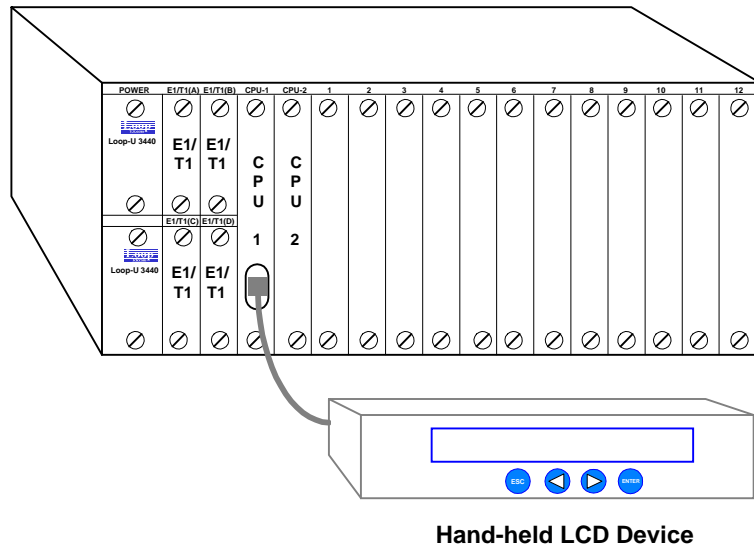 POWER E1/T1(A) E1/T1(B) CPU-1 CPU-2 1 2 3 4 5 6 7 8 9 10 11 12
Loop
Loop-U 3440
E1/
T1
E1/
T1
C
P
U
1
C
P
U
2
E1/T1(C) E1/T1(D)
Loop
Loop-U 3440
E1/
T1
E1/
T1
ESC
ENTER
Hand-held LCD Device